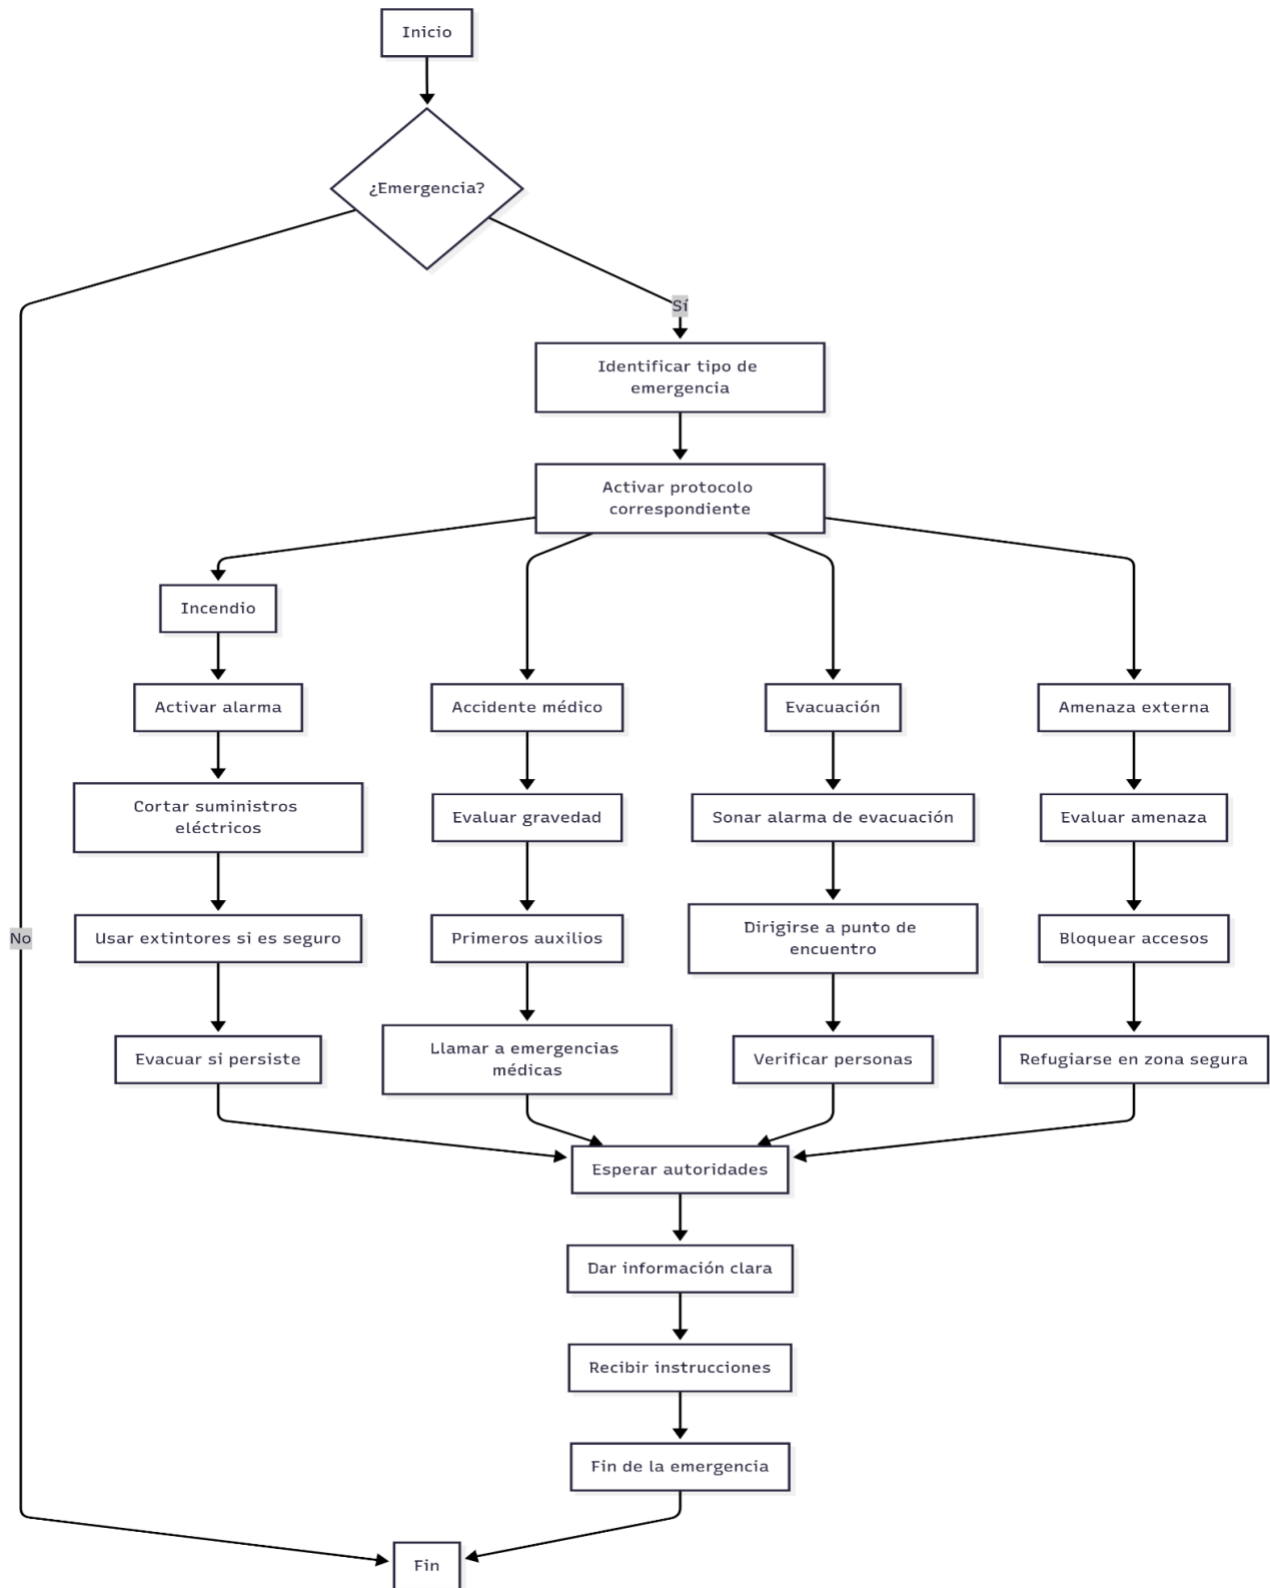 Inicio
¿Emergencia?
Sí
Identificar tipo de
emergencia
Activar protocolo
correspondiente
Incendio
Activar alarma
Accidente médico
Evacuación
Amenaza externa
Cortar suministros
eléctricos
Evaluar gravedad
Sonar alarma de evacuación
Evaluar amenaza
No
Usar extintores si es seguro
Primeros auxilios
Dirigirse a punto de
encuentro
Bloquear accesos
Evacuar si persiste
Llamar a emergencias
médicas
Verificar personas
Refugiarse en zona segura
Esperar autoridades
Dar información clara
Recibir instrucciones
Fin de la emergencia
Fin